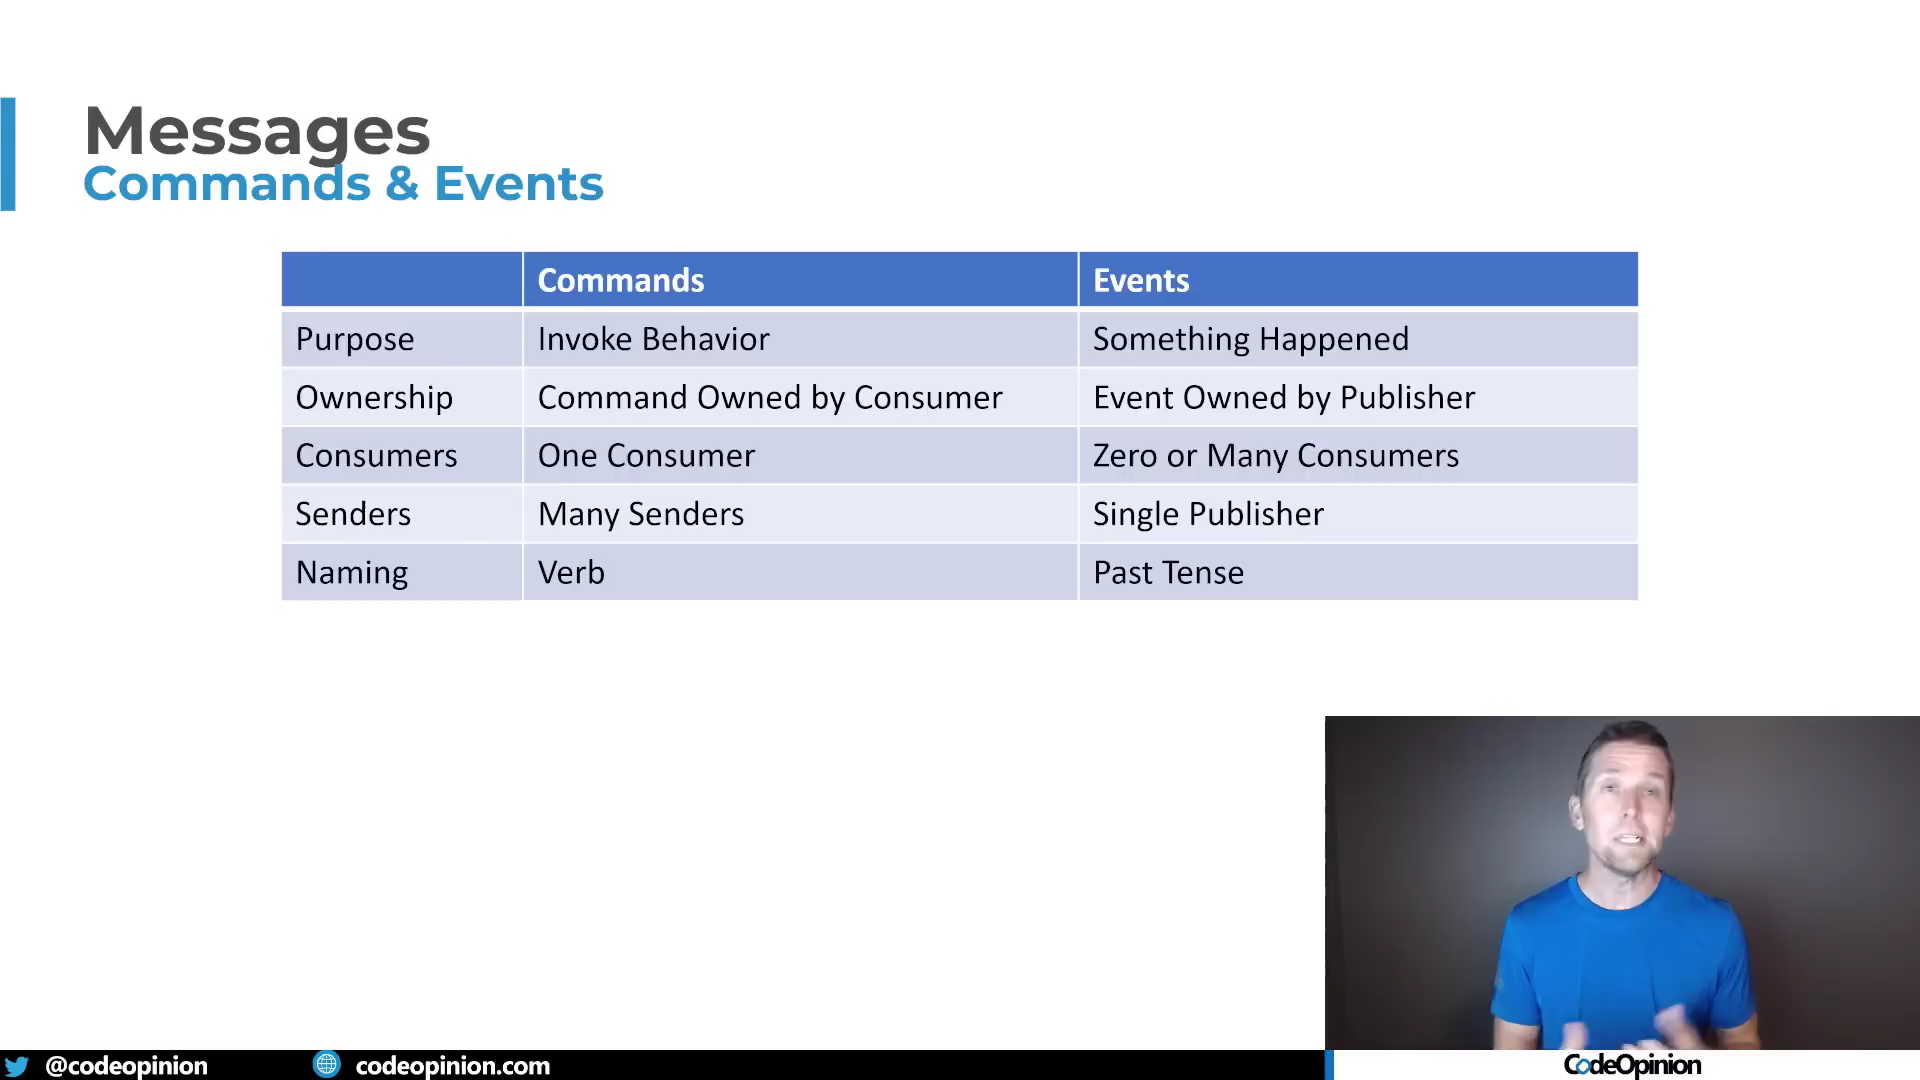 Messages
Commands & Events
Commands Events
Purpose Invoke Behavior Something Happened
Ownership Command Owned by Consumer Event Owned by Publisher
Consumers One Consumer Zero or Many Consumers
Senders Many Senders Single Publisher
Naming Verb Past Tense
@codeopinion codeopinion.com CodeOpinion